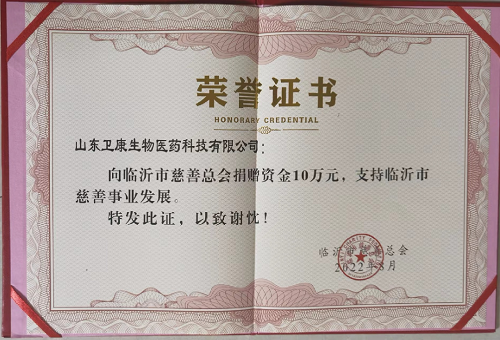 荣誉证书
HONORARY CREDENTIAL
山东卫康生物医药科技有限公司：
向临沂市慈善总会捐赠资金10万元，支持临沂市
慈善事业发展。
特发此证，以致谢忱！
临沂市慈善总会
2022年8月